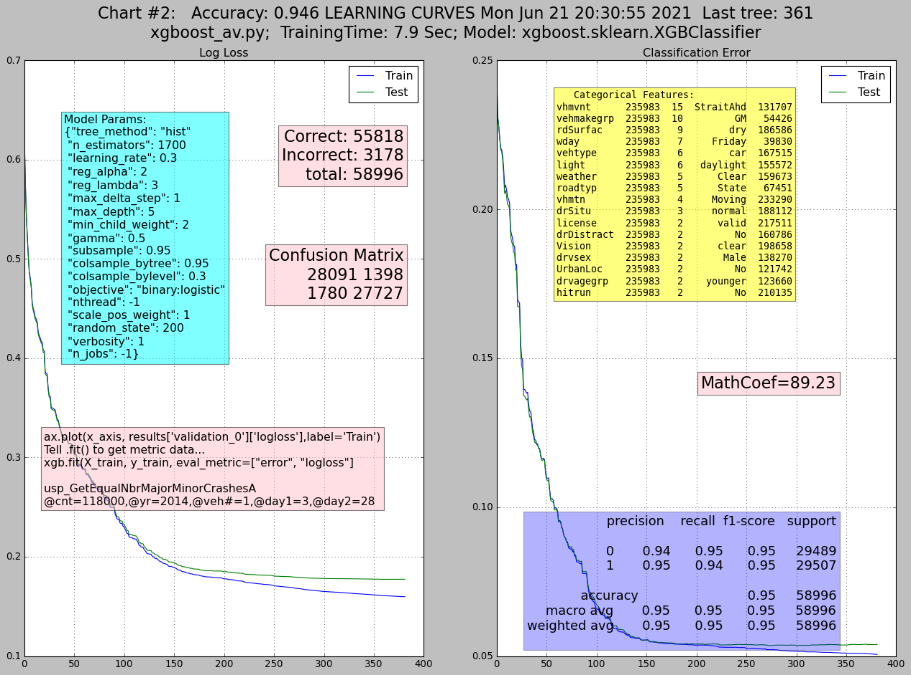 Chart #2:   Accuracy: 0.946 LEARNING CURVES Mon Jun 21 20:30:55 2021  Last tree: 361
xgboost_av.py;  TrainingTime: 7.9 Sec; Model: xgboost.sklearn.XGBClassifier
Log Loss
0.7
0.6
0.5
0.4
0.3
0.2
0.1
0 50 100 150 200 250 300 350 400
Train
Test
Model Params:
{"tree_method": "hist"
"n_estimators": 1700
"learning_rate": 0.3
"reg_alpha": 2
"reg_lambda": 3
"max_delta_step": 1
"max_depth": 5
"min_child_weight": 2
"gamma": 0.5
"subsample": 0.95
"colsample_bytree": 0.95
"colsample_bylevel": 0.3
"objective": "binary:logistic"
"nthread": -1
"scale_pos_weight": 1
"random_state": 200
"verbosity": 1
"n_jobs": -1}
Correct: 55818
Incorrect: 3178
total: 58996
Confusion Matrix
28091 1398
1780 27727
ax.plot(x_axis, results['validation_0']['logloss'],label='Train')
Tell .fit() to get metric data...
xgb.fit(X_train, y_train, eval_metric=["error", "logloss"]
usp_GetEqualNbrMajorMinorCrashesA
@cnt=118000,@yr=2014,@veh#=1,@day1=3,@day2=28
Classification Error
0.25
0.20
0.15
0.10
0.05
0 50 100 150 200 250 300 350 400
Train
Test
Categorical Features:
vhmvnt 235983 15 StraitAhd 131707
vehmakegrp 235983 10 GM 54426
rdSurfac 235983 9 dry 186586
wday 235983 7 Friday 39830
vehtype 235983 6 car 167515
light 235983 6 daylight 155572
weather 235983 5 Clear 159673
roadtyp 235983 5 State 67451
vhmtn 235983 4 Moving 233290
drSitu 235983 3 normal 188112
license 235983 2 valid 217511
drDistract 235983 2 No 160786
Vision 235983 2 clear 198658
drvsex 235983 2 Male 138270
UrbanLoc 235983 2 No 121742
drvagegrp 235983 2 younger 123660
hitrun 235983 2 No 210135
MathCoef=89.23
precision recall f1-score support
0 0.94 0.95 0.95 29489
1 0.95 0.94 0.95 29507
accuracy 0.95 58996
macro avg 0.95 0.95 0.95 58996
weighted avg 0.95 0.95 0.95 58996